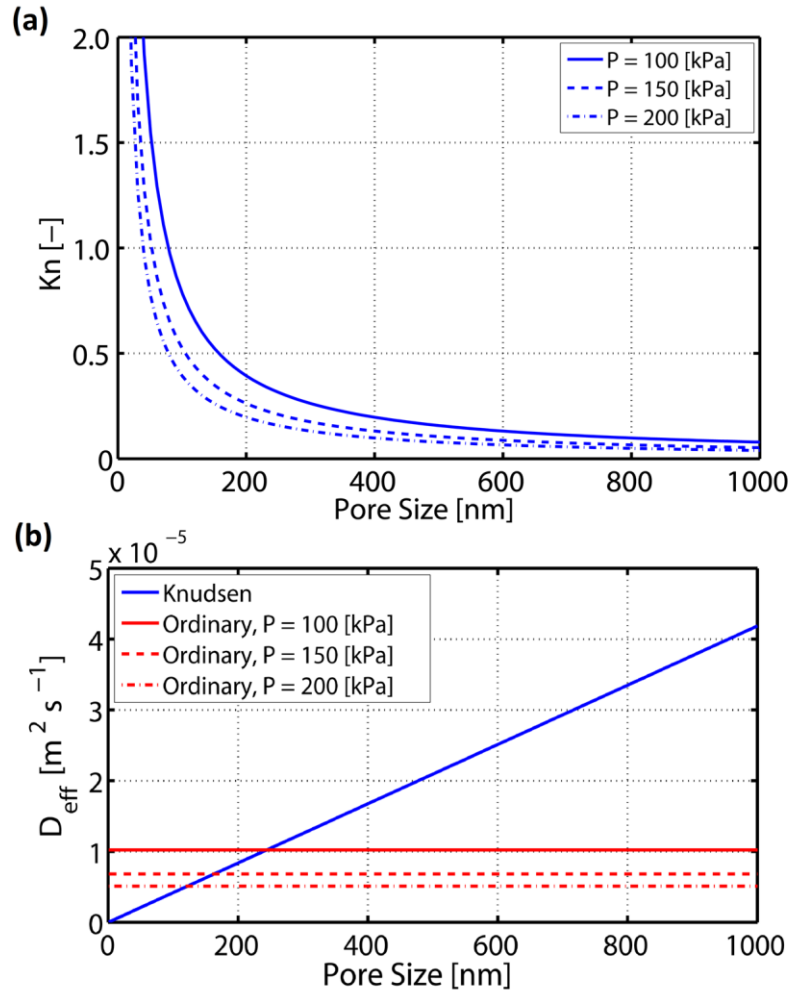 (a)
2.0
1.5
1.0
0.5
0
Kn [−]
P = 100 [kPa]
P = 150 [kPa]
P = 200 [kPa]
0 200 400 600 800 1000
Pore Size [nm]
(b)
x 10 −5
5
4
3
2
1
0
D eff [m 2 s −1]
Knudsen
Ordinary, P = 100 [kPa]
Ordinary, P = 150 [kPa]
Ordinary, P = 200 [kPa]
0 200 400 600 800 1000
Pore Size [nm]